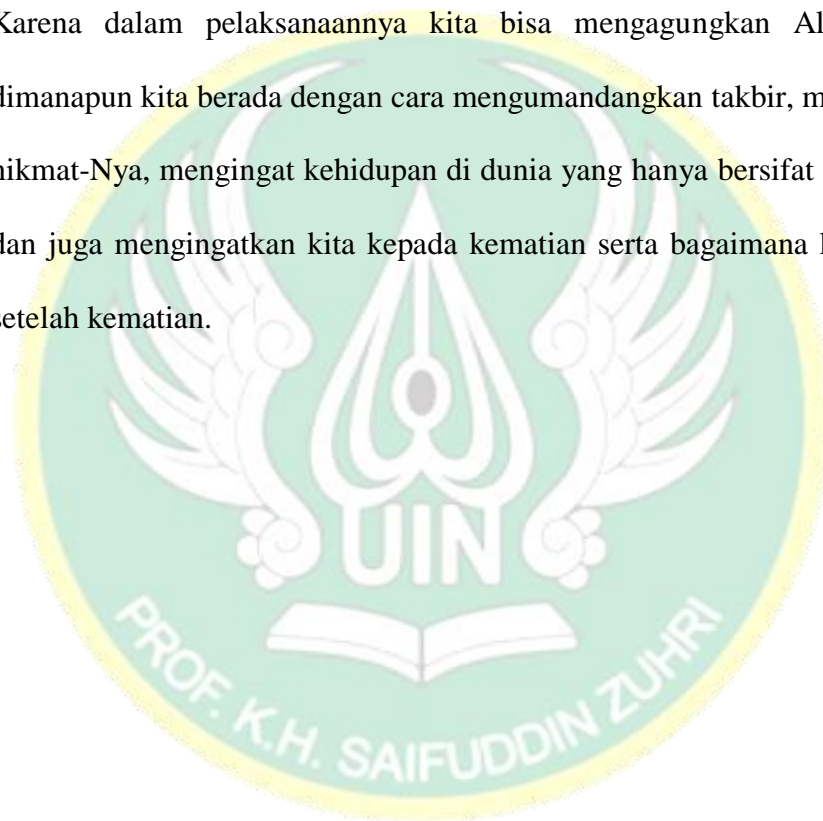 Karena dalam pelaksanaannya kita bisa mengagungkan Al
dimanapun kita berada dengan cara mengumandangkan takbir, m
nikmat-Nya, mengingat kehidupan di dunia yang hanya bersifat
dan juga mengingatkan kita kepada kematian serta bagaimana
setelah kematian.
UIN
PROF. K.H. SAIFUDDIN ZUHRI